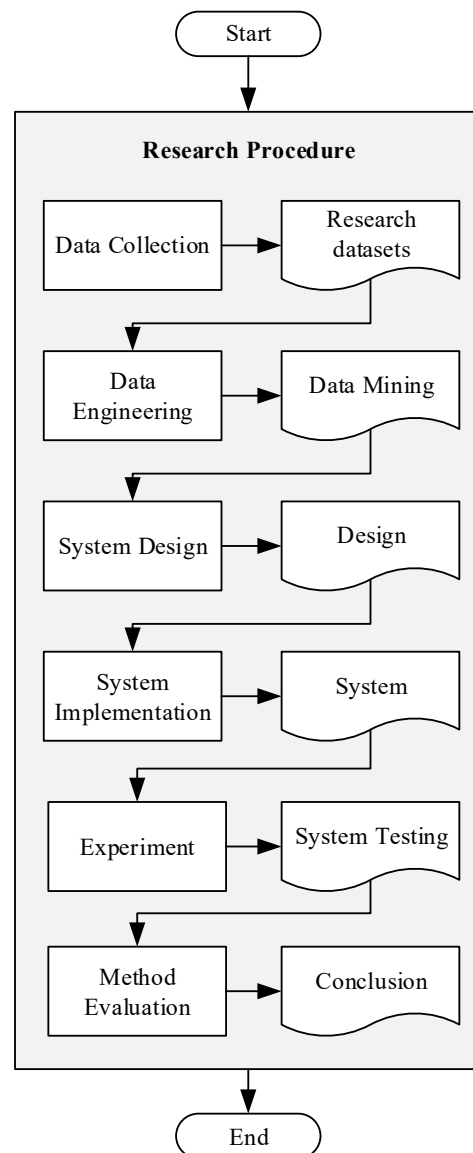 Start
Research Procedure
Data Collection
Research
datasets
Data
Engineering
Data Mining
System Design
Design
System
Implementation
System
Experiment
System Testing
Method
Evaluation
Conclusion
End